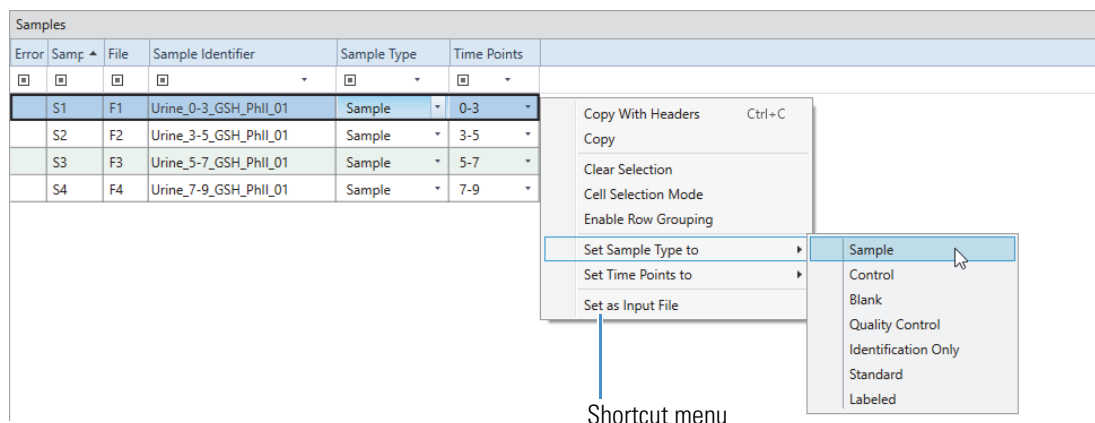 Samples
Error Samp File Sample Identifier Sample Type Time Points
S1 F1 Urine_0-3_GSH_PhII_01 Sample 0-3
S2 F2 Urine_3-5_GSH_PhII_01 Sample 3-5
S3 F3 Urine_5-7_GSH_PhII_01 Sample 5-7
S4 F4 Urine_7-9_GSH_PhII_01 Sample 7-9
Copy With Headers Ctrl+C
Copy
Clear Selection
Cell Selection Mode
Enable Row Grouping
Set Sample Type to
Set Time Points to
Set as Input File
Sample
Control
Blank
Quality Control
Identification Only
Standard
Labeled
Shortcut menu